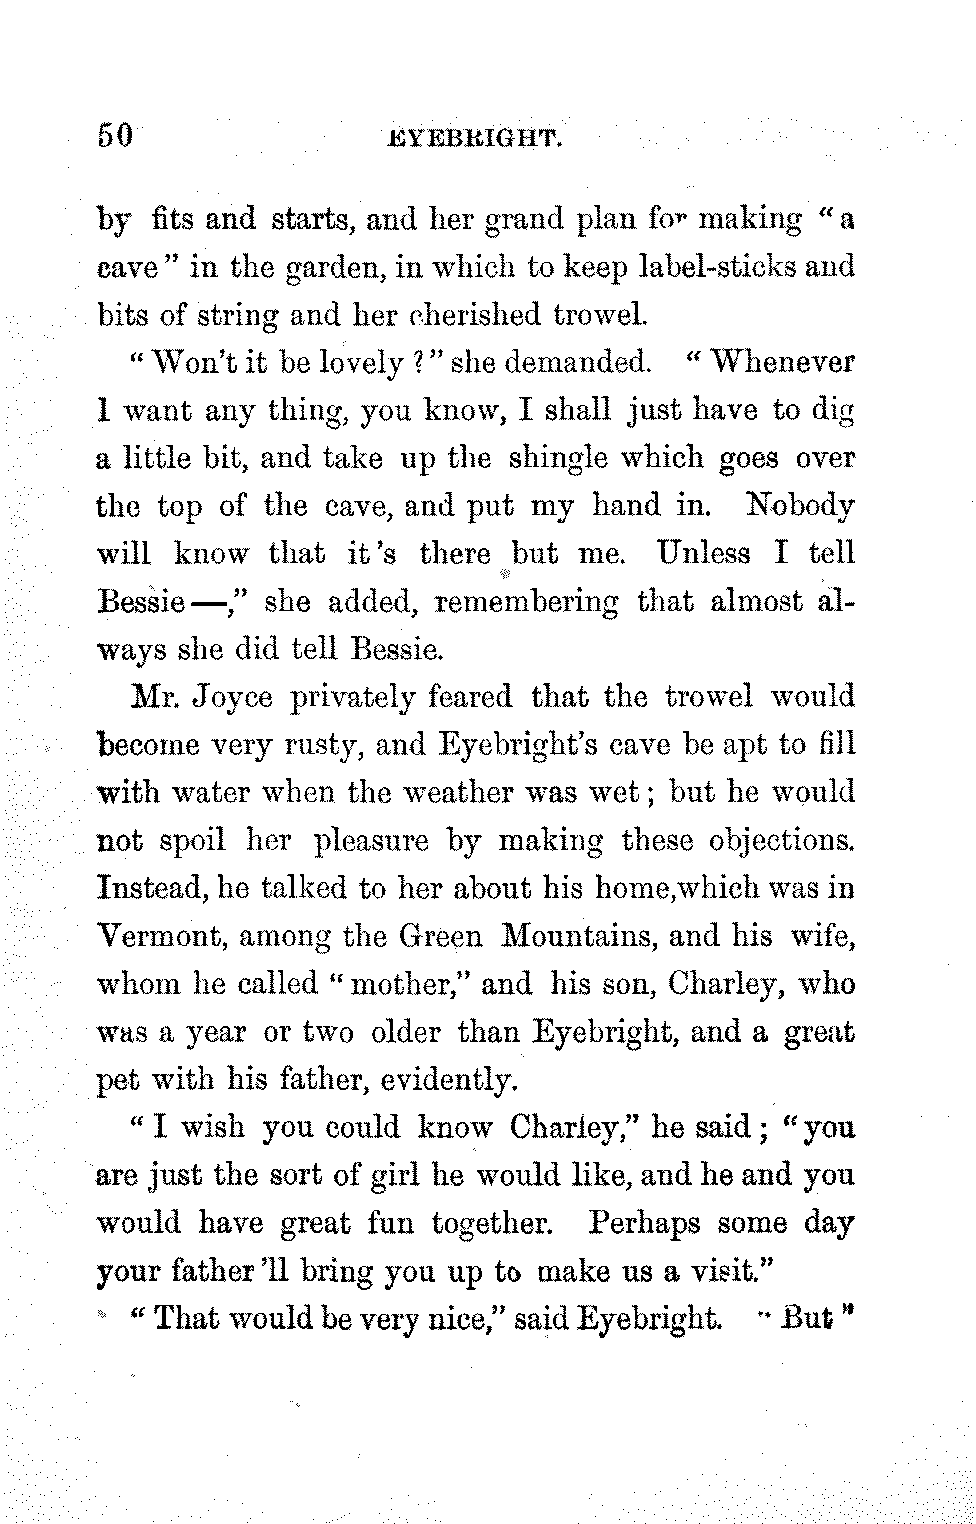 50 EYEBRIGHT.
by fits and starts, and her grand plan for making "a
cave" in the garden, in which to keep label-sticks and
bits of string and her cherished trowel.
"Won't it be lovely?" she demanded. "Whenever
I want any thing, you know, I shall just have to dig
a little bit, and take up the shingle which goes over
the top of the cave, and put my hand in. Nobody
will know that it's there but me. Unless I tell
Bessie—," she added, remembering that almost al-
ways she did tell Bessie.
Mr. Joyce privately feared that the trowel would
become very rusty, and Eyebright's cave be apt to fill
with water when the weather was wet; but he would
not spoil her pleasure by making these objections.
Instead, he talked to her about his home, which was in
Vermont, among the Green Mountains, and his wife,
whom he called "mother," and his son, Charley, who
was a year or two older than Eyebright, and a great
pet with his father, evidently.
"I wish you could know Charley," he said; "you
are just the sort of girl he would like, and he and you
would have great fun together. Perhaps some day
your father'll bring you up to make us a visit."
"That would be very nice," said Eyebright. "But"